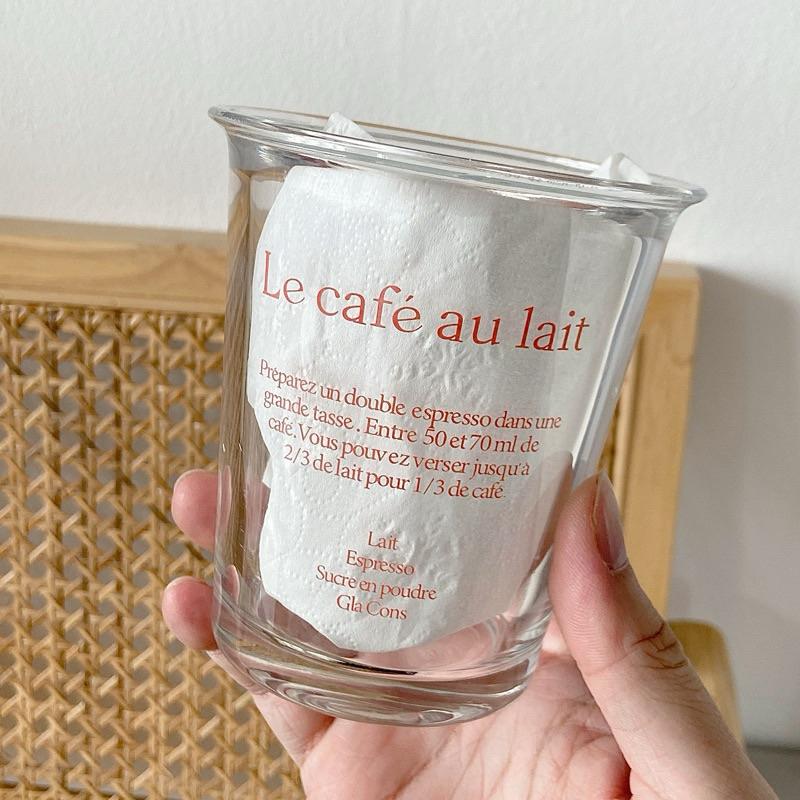 Le café au lait
Préparez un double espresso dans une
grande tasse. Entre 50 et 70 ml de
café. Vous pouvez verser jusqu'à
2/3 de lait pour 1/3 de café.
Lait
Espresso
Sucre en poudre
Gla Cons